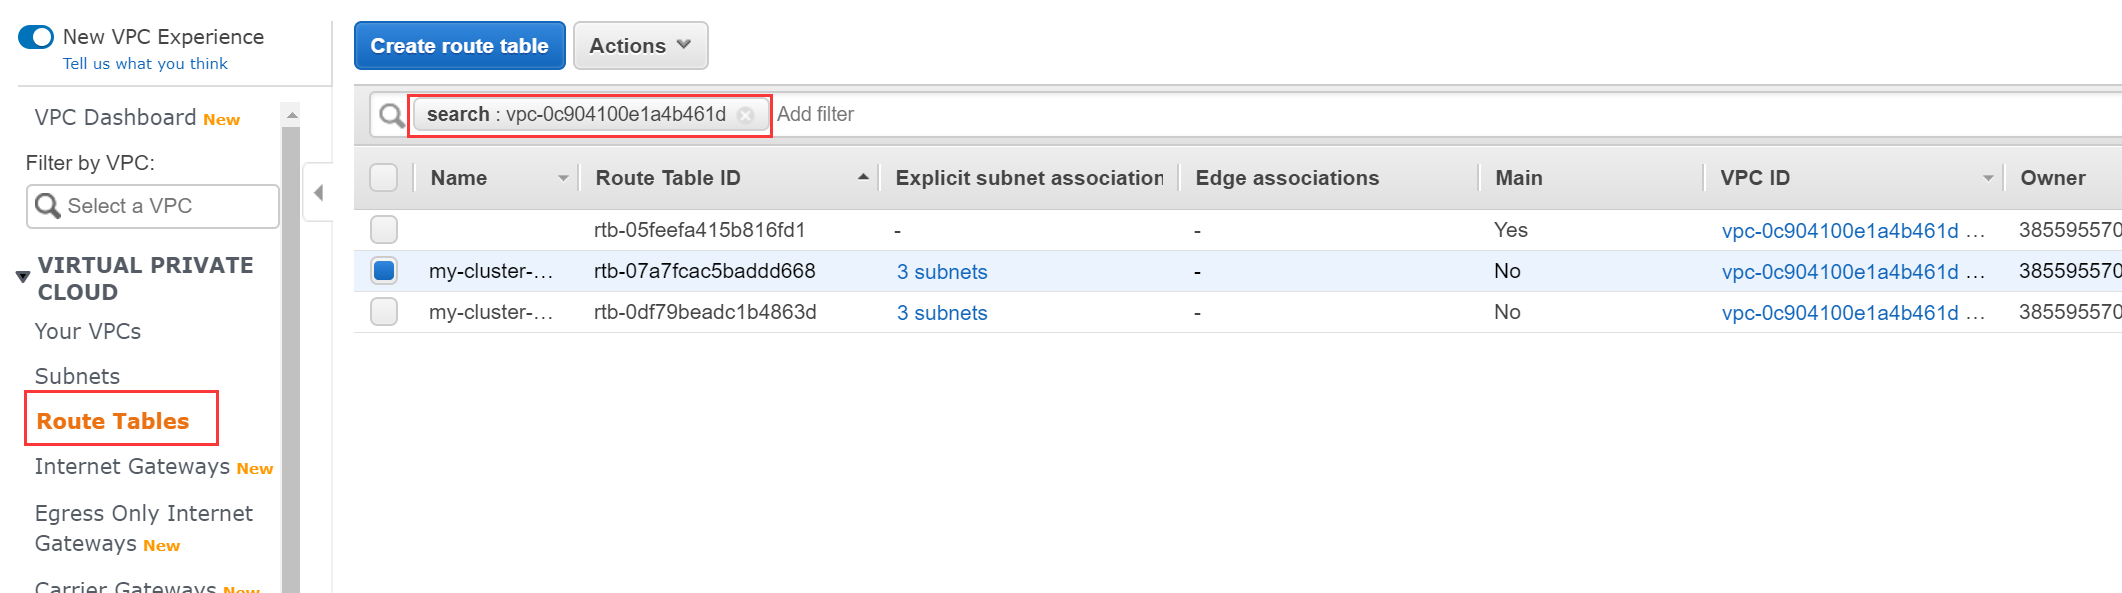 New VPC Experience
Tell us what you think
VPC Dashboard New
Filter by VPC:
Select a VPC
VIRTUAL PRIVATE
CLOUD
Your VPCs
Subnets
Route Tables
Internet Gateways New
Egress Only Internet
Gateways New
Carrier Gateways New
Create route table Actions
search : vpc-0c904100e1a4b461d Add filter
Name Route Table ID Explicit subnet association Edge associations Main VPC ID Owner
rtb-05feefa415b816fd1 - - Yes vpc-0c904100e1a4b461d ... 385595570
my-cluster-... rtb-07a7fcac5baddd668 3 subnets - No vpc-0c904100e1a4b461d ... 385595570
my-cluster-... rtb-0df79beadc1b4863d 3 subnets - No vpc-0c904100e1a4b461d ... 385595570